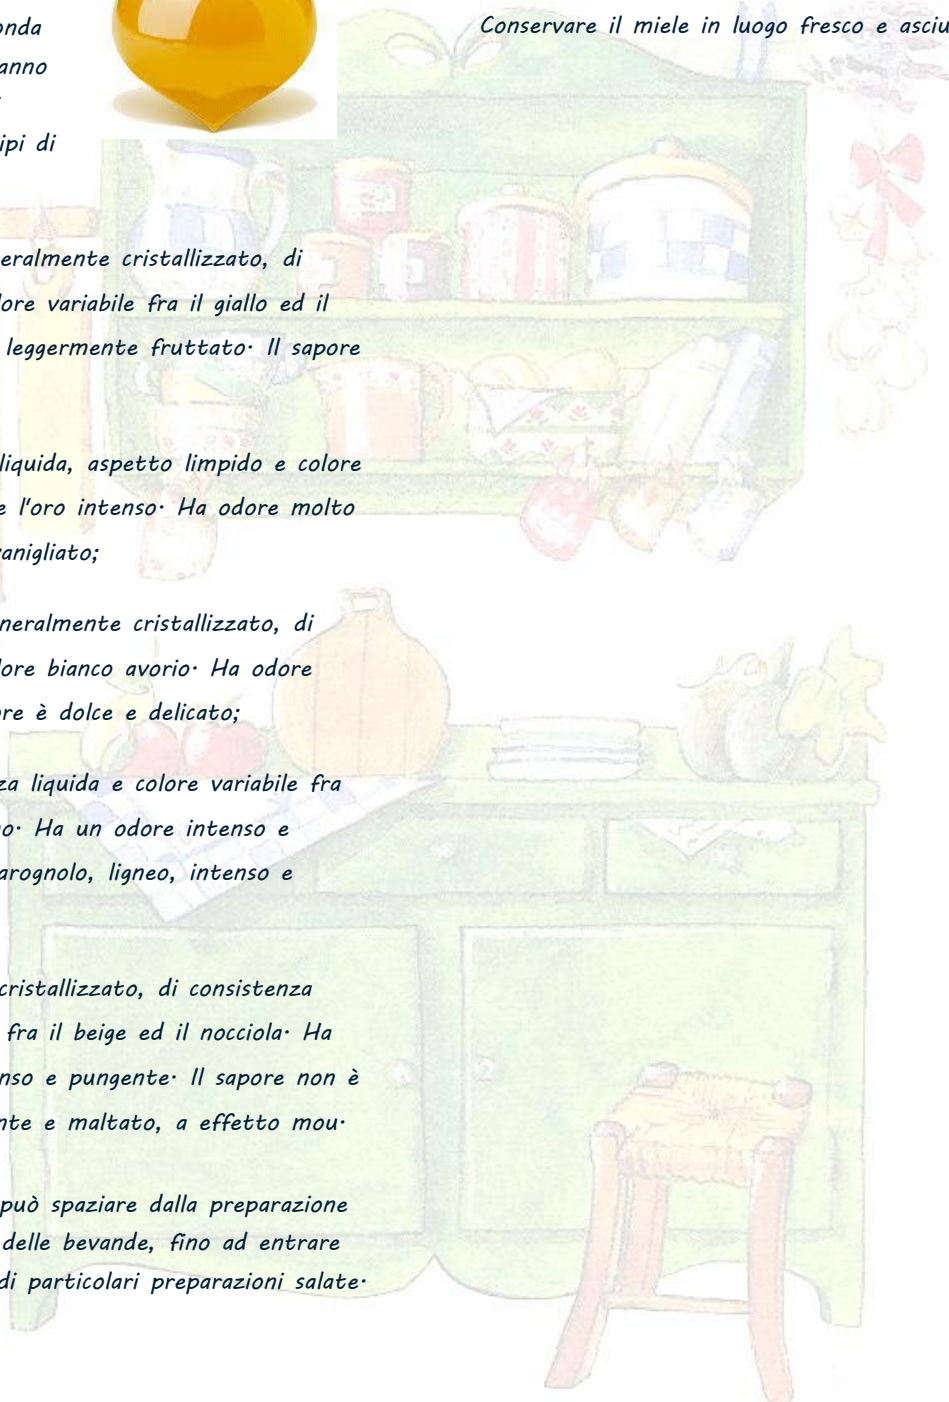 onda
anno
ipi di
eralmente cristallizzato, di
lore variabile fra il giallo ed il
leggermente fruttato· Il sapore
liquida, aspetto limpido e colore
e l'oro intenso· Ha odore molto
vanigliato;
neralmente cristallizzato, di
lore bianco avorio· Ha odore
ore è dolce e delicato;
za liquida e colore variabile fra
o· Ha un odore intenso e
arognolo, ligneo, intenso e
cristallizzato, di consistenza
fra il beige ed il nocciola· Ha
nso e pungente· Il sapore non è
nte e maltato, a effetto mou·
può spaziare dalla preparazione
delle bevande, fino ad entrare
di particolari preparazioni salate·
Conservare il miele in luogo fresco e asciu